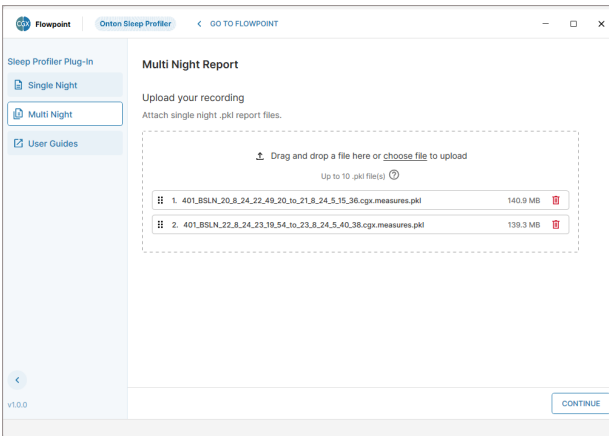 CGX Flowpoint Onton Sleep Profiler GO TO FLOWPOINT
Sleep Profiler Plug-In
Single Night
Multi Night
User Guides
Multi Night Report
Upload your recording
Attach single night .pkl report files.
Drag and drop a file here or choose file to upload
Up to 10 .pkl file(s) ?
1. 401_BSLN_20_8_24_22_49_20_to_21_8_24_5_15_36.cgx.measures.pkl 140.9 MB
2. 401_BSLN_22_8_24_23_19_54_to_23_8_24_5_40_38.cgx.measures.pkl 139.3 MB
v1.0.0
CONTINUE